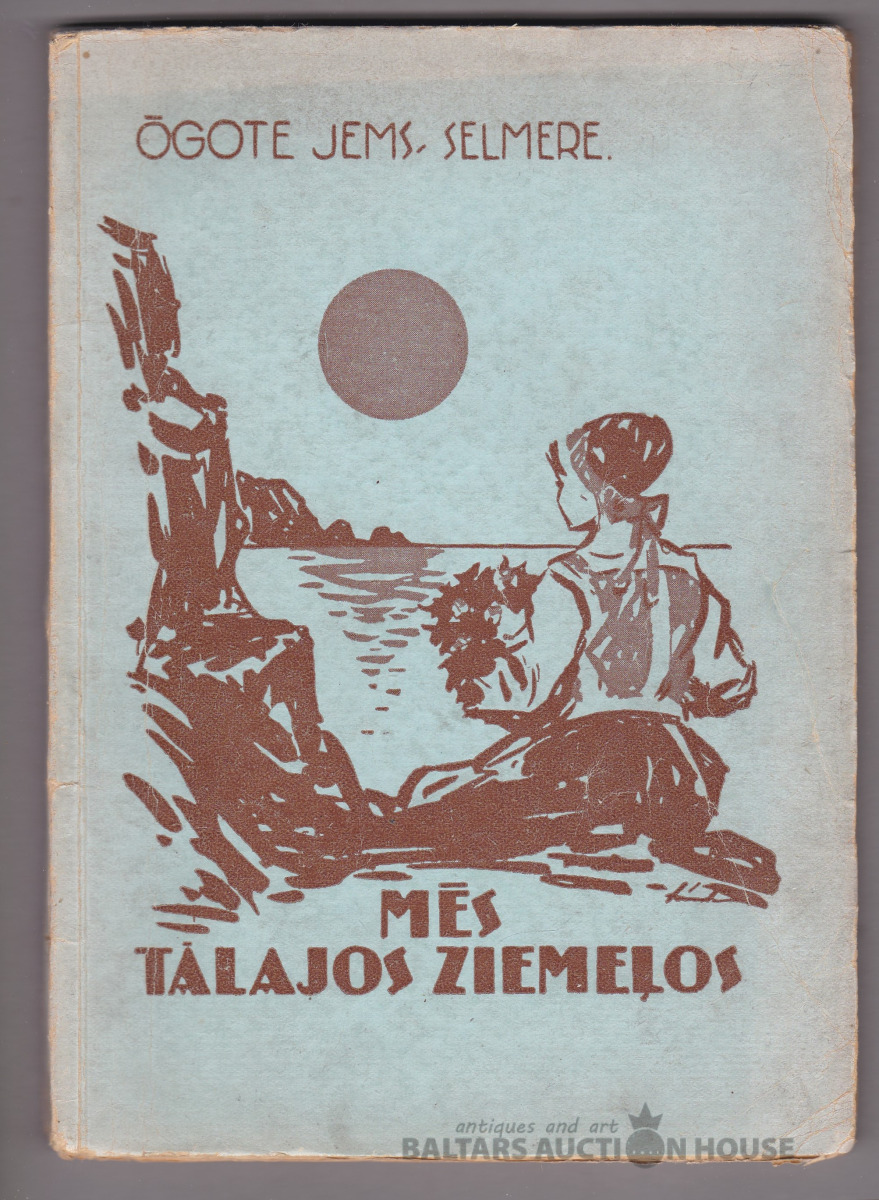 ŌGOTE JEMS-SELMERE.
MĒS
TĀLAJOS ZIEMEĻOS
antiques and art
BALTARS AUCTION HOUSE